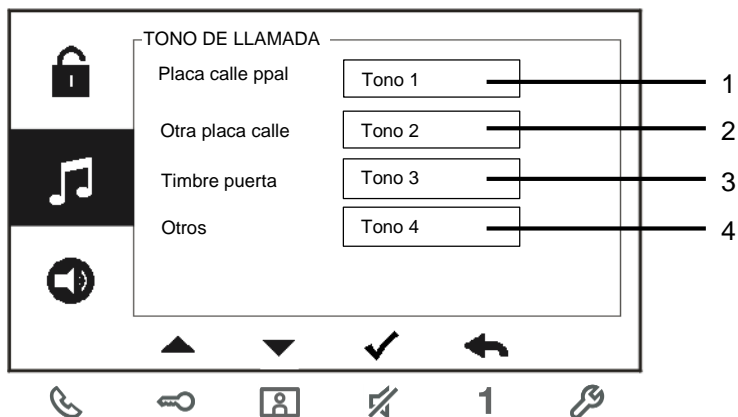 TONO DE LLAMADA
Placa calle ppal Tono 1 1
Otra placa calle Tono 2 2
Timbre puerta Tono 3 3
Otros Tono 4 4
1